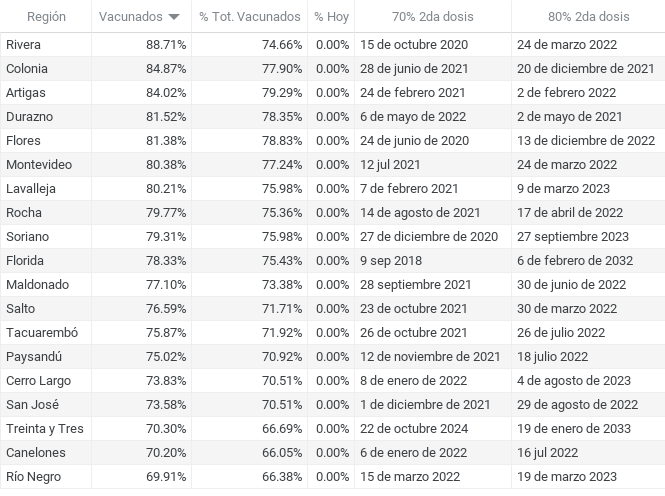 Región Vacunados % Tot. Vacunados % Hoy 70% 2da dosis 80% 2da dosis
Rivera 88.71% 74.66% 0.00% 15 de octubre 2020 24 de marzo 2022
Colonia 84.87% 77.90% 0.00% 28 de junio de 2021 20 de diciembre de 2021
Artigas 84.02% 79.29% 0.00% 24 de febrero 2021 2 de febrero 2022
Durazno 81.52% 78.35% 0.00% 6 de mayo de 2022 2 de mayo de 2021
Flores 81.38% 78.83% 0.00% 24 de junio de 2020 13 de diciembre de 2022
Montevideo 80.38% 77.24% 0.00% 12 jul 2021 24 de marzo 2022
Lavalleja 80.21% 75.98% 0.00% 7 de febrero 2021 9 de marzo 2023
Rocha 79.77% 75.36% 0.00% 14 de agosto de 2021 17 de abril de 2022
Soriano 79.31% 75.98% 0.00% 27 de diciembre de 2020 27 septiembre 2023
Florida 78.33% 75.43% 0.00% 9 sep 2018 6 de febrero de 2032
Maldonado 77.10% 73.38% 0.00% 28 septiembre 2021 30 de junio de 2022
Salto 76.59% 71.71% 0.00% 23 de octubre 2021 30 de marzo 2022
Tacuarembó 75.87% 71.92% 0.00% 26 de octubre 2021 26 de julio 2022
Paysandú 75.02% 70.92% 0.00% 12 de noviembre de 2021 18 julio 2022
Cerro Largo 73.83% 70.51% 0.00% 8 de enero de 2022 4 de agosto de 2023
San José 73.58% 70.51% 0.00% 1 de diciembre de 2021 29 de agosto de 2022
Treinta y Tres 70.30% 66.69% 0.00% 22 de octubre 2024 19 de enero de 2033
Canelones 70.20% 66.05% 0.00% 6 de enero de 2022 16 jul 2022
Río Negro 69.91% 66.38% 0.00% 15 de marzo 2022 19 de marzo 2023